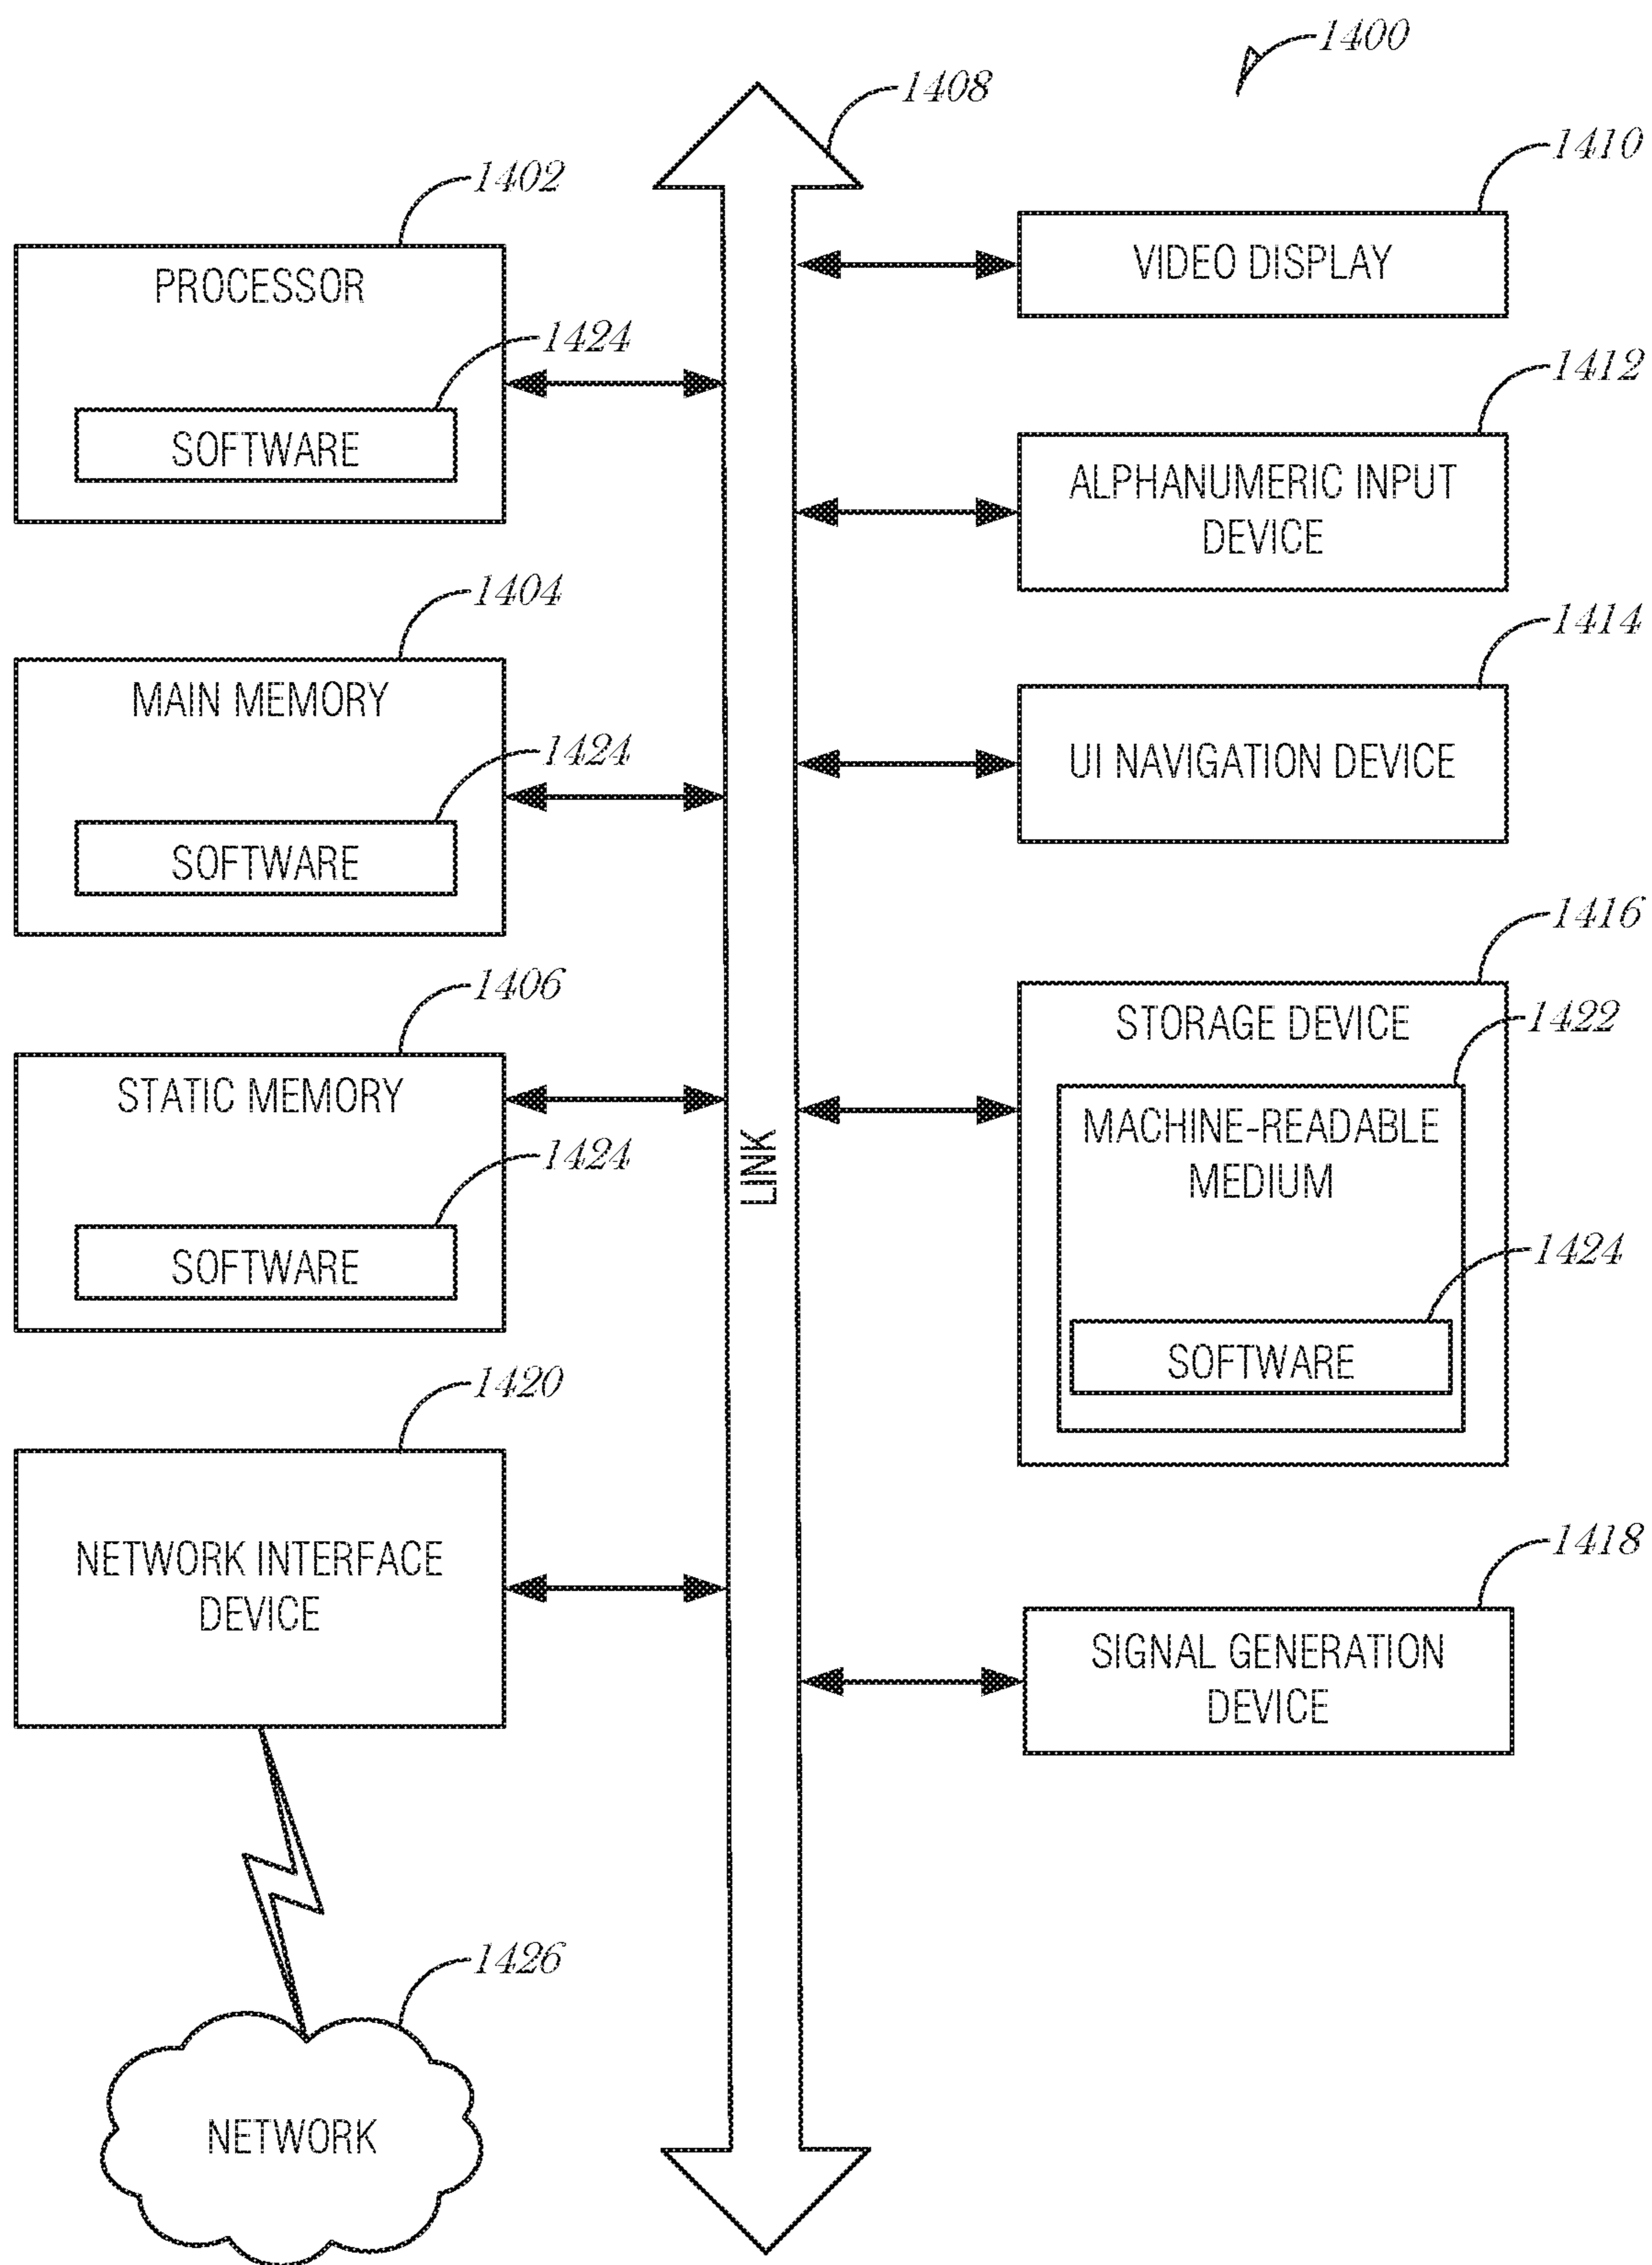 1400
1408
1402
PROCESSOR
1424
SOFTWARE
1404
MAIN MEMORY
1424
SOFTWARE
1406
STATIC MEMORY
1424
SOFTWARE
1420
NETWORK INTERFACE
DEVICE
1426
NETWORK
LINK
1410
VIDEO DISPLAY
1412
ALPHANUMERIC INPUT
DEVICE
1414
UI NAVIGATION DEVICE
1416
STORAGE DEVICE
1422
MACHINE-READABLE
MEDIUM
1424
SOFTWARE
1418
SIGNAL GENERATION
DEVICE